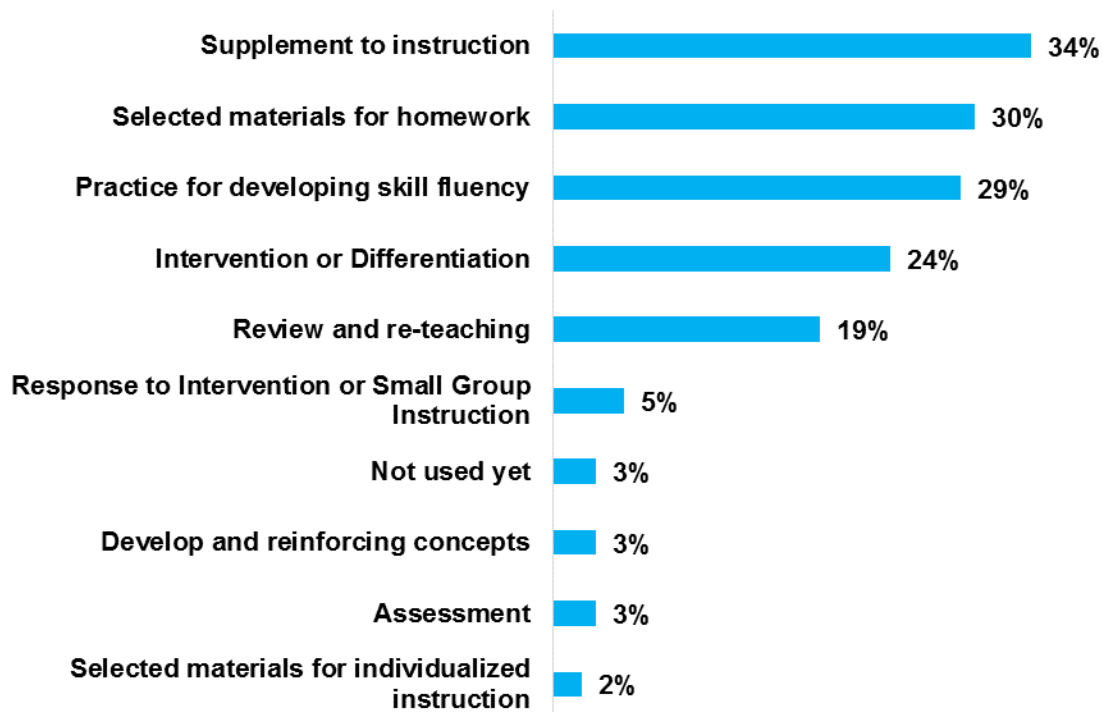 Supplement to instruction 34%
Selected materials for homework 30%
Practice for developing skill fluency 29%
Intervention or Differentiation 24%
Review and re-teaching 19%
Response to Intervention or Small Group
Instruction 5%
Not used yet 3%
Develop and reinforcing concepts 3%
Assessment 3%
Selected materials for individualized
instruction 2%